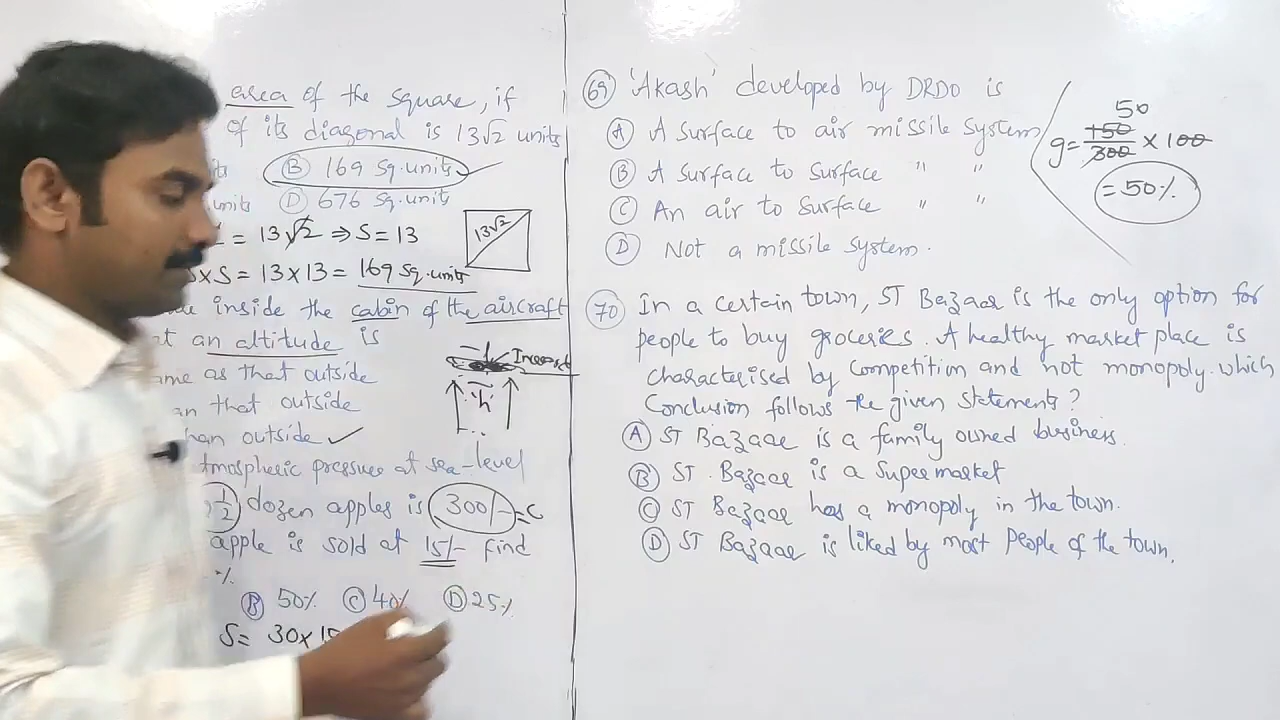 area of the square, if
of its diagonal is 13√2 units
B 169 sq.units ✓
units D 676 sq.units
= 13√2 ⇒ S = 13
13√2
S×S = 13×13 = 169 sq.units
inside the cabin of the aircraft
at an altitude is
ame as that outside
an that outside
han outside ✓
'h'
tmospheric pressure at sea-level
1/2 dozen apples is 300/- = C
apple is sold at 15/- find
%
B 50% C 40% D 25%
S = 30×15
69 'Akash' developed by DRDO is
A A surface to air missile system
B A surface to surface " "
C An air to surface " "
D Not a missile system.
50
g = 150/300 × 100
= 50%
70 In a certain town, ST Bazaar is the only option for
people to buy groceries. A healthy market place is
characterised by competition and not monopoly. which
Conclusion follows the given statements?
A ST Bazaar is a family owned business.
B ST. Bazaar is a Supermarket
C ST Bazaar has a monopoly in the town.
D ST Bazaar is liked by most people of the town.